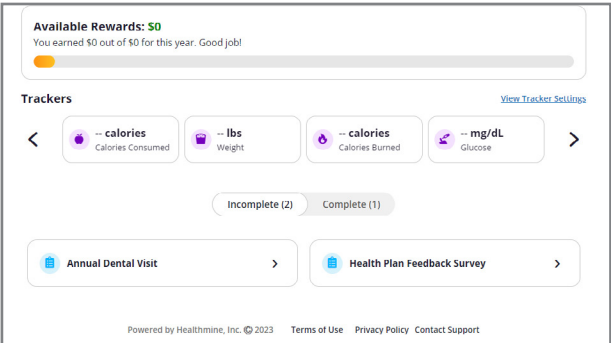 Available Rewards: $0
You earned $0 out of $0 for this year. Good job!
Trackers
View Tracker Settings
-- calories
Calories Consumed
-- lbs
Weight
-- calories
Calories Burned
-- mg/dL
Glucose
Incomplete (2)
Complete (1)
Annual Dental Visit
Health Plan Feedback Survey
Powered by Healthmine, Inc. © 2023 Terms of Use Privacy Policy Contact Support